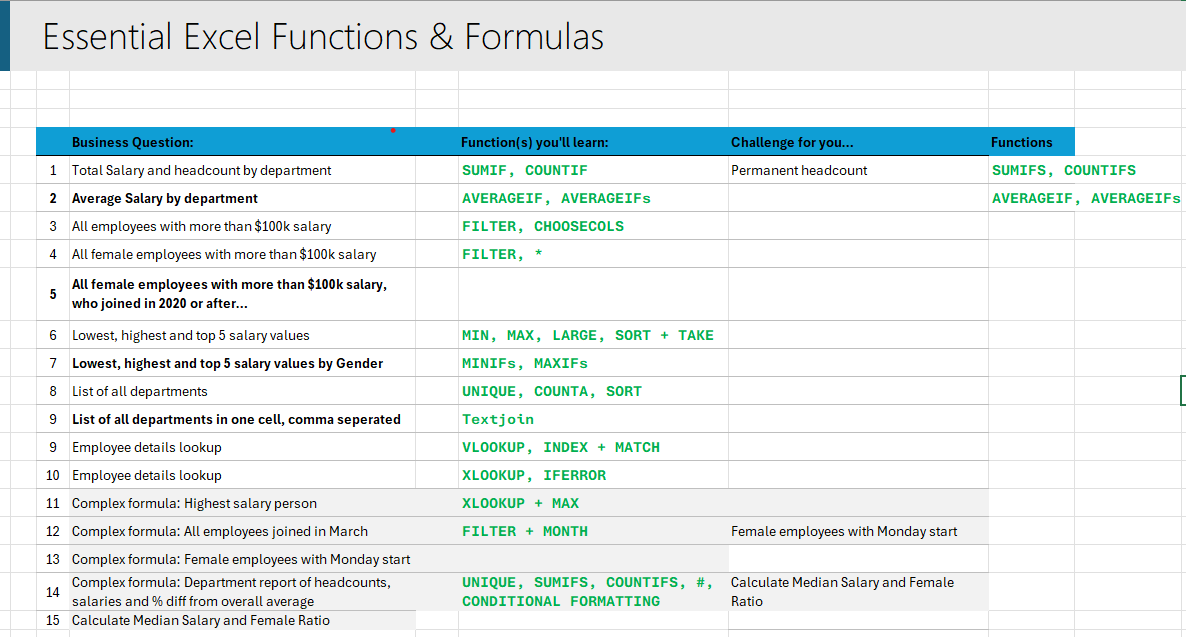 Essential Excel Functions & Formulas
Business Question: Function(s) you'll learn: Challenge for you... Functions
1 Total Salary and headcount by department SUMIF, COUNTIF Permanent headcount SUMIFS, COUNTIFS
2 Average Salary by department AVERAGEIF, AVERAGEIFs AVERAGEIF, AVERAGEIFs
3 All employees with more than $100k salary FILTER, CHOOSECOLS
4 All female employees with more than $100k salary FILTER, *
5 All female employees with more than $100k salary,
who joined in 2020 or after...
6 Lowest, highest and top 5 salary values MIN, MAX, LARGE, SORT + TAKE
7 Lowest, highest and top 5 salary values by Gender MINIFs, MAXIFs
8 List of all departments UNIQUE, COUNTA, SORT
9 List of all departments in one cell, comma seperated Textjoin
9 Employee details lookup VLOOKUP, INDEX + MATCH
10 Employee details lookup XLOOKUP, IFERROR
11 Complex formula: Highest salary person XLOOKUP + MAX
12 Complex formula: All employees joined in March FILTER + MONTH Female employees with Monday start
13 Complex formula: Female employees with Monday start
14 Complex formula: Department report of headcounts, UNIQUE, SUMIFS, COUNTIFS, #, Calculate Median Salary and Female
salaries and % diff from overall average CONDITIONAL FORMATTING Ratio
15 Calculate Median Salary and Female Ratio